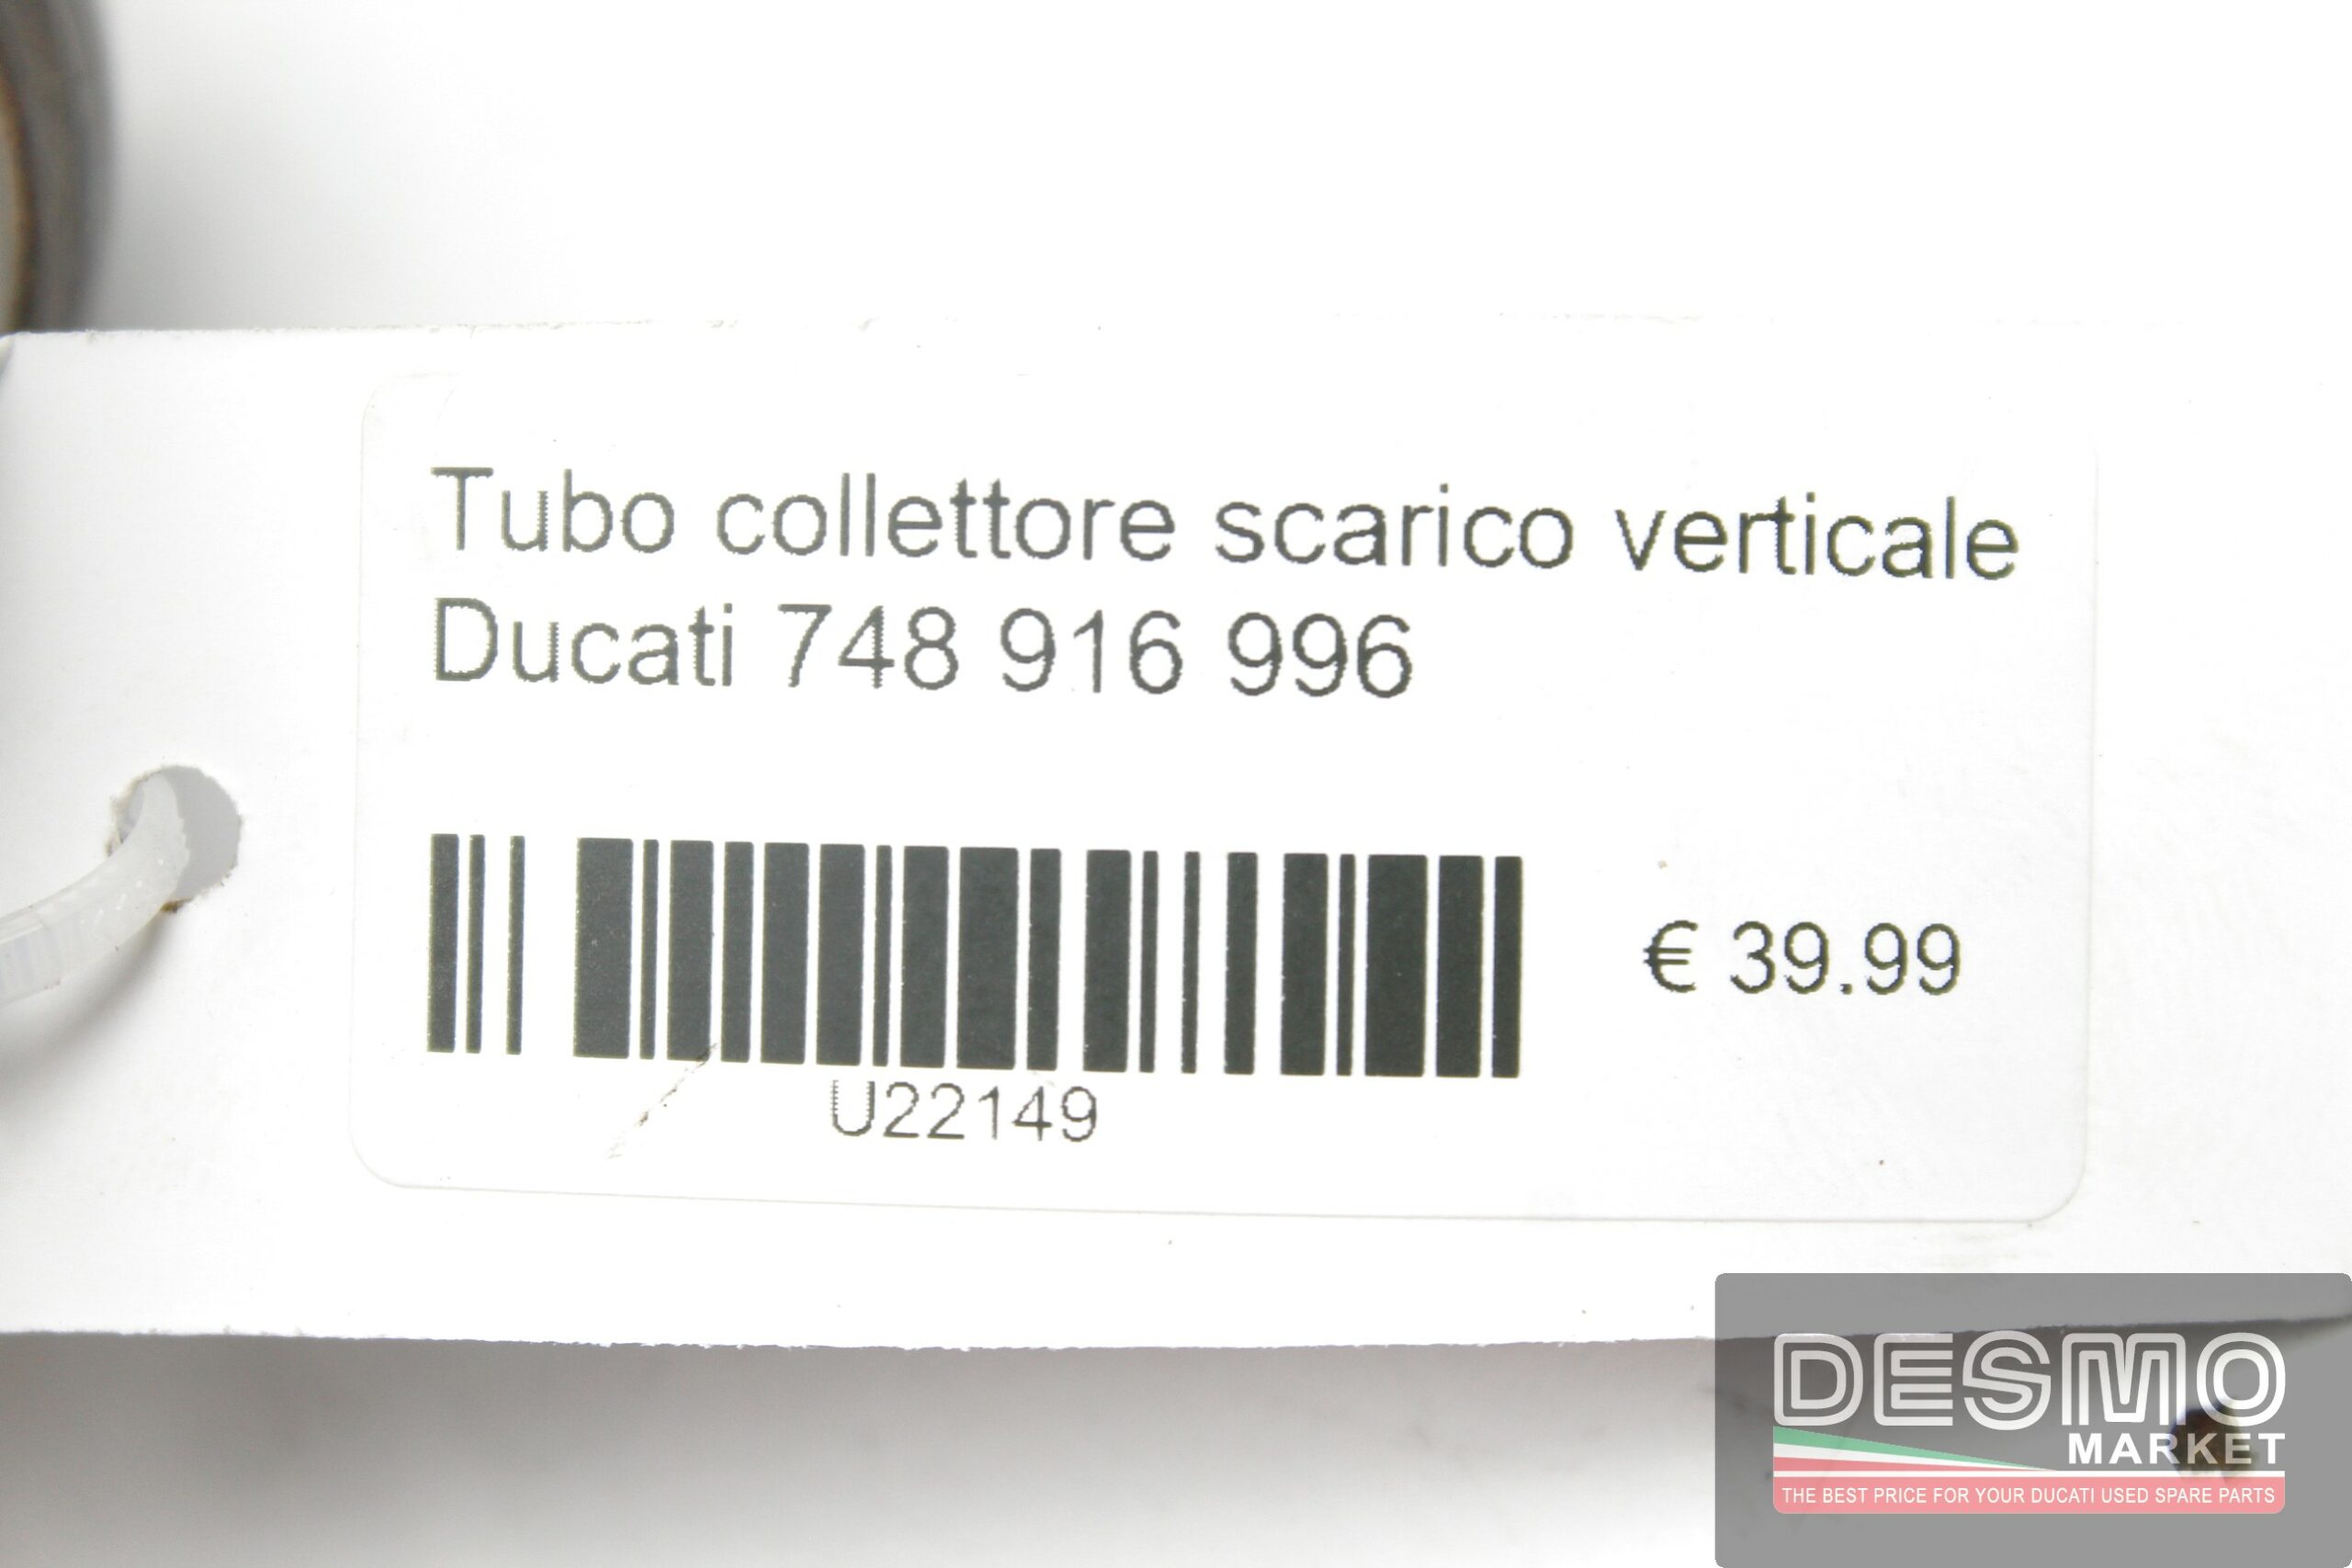 Tubo collettore scarico verticale
Ducati 748 916 996
€ 39.99
U22149
DESMO
MARKET
THE BEST PRICE FOR YOUR DUCATI USED SPARE PARTS